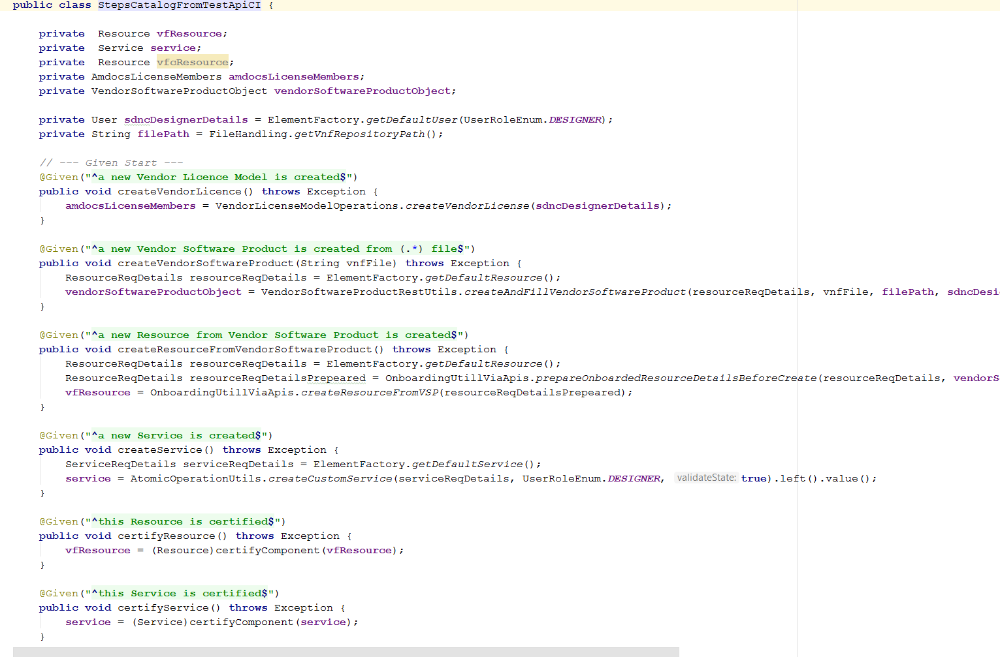 public class StepsCatalogFromTestApiCI {
private  Resource vfResource;
private  Service service;
private  Resource vfcResource;
private AmdocsLicenseMembers amdocsLicenseMembers;
private VendorSoftwareProductObject vendorSoftwareProductObject;
private User sdncDesignerDetails = ElementFactory.getDefaultUser(UserRoleEnum.DESIGNER);
private String filePath = FileHandling.getVnfRepositoryPath();
// --- Given Start ---
@Given("^a new Vendor Licence Model is created$")
public void createVendorLicence() throws Exception {
amdocsLicenseMembers = VendorLicenseModelOperations.createVendorLicense(sdncDesignerDetails);
}
@Given("^a new Vendor Software Product is created from (.*) file$")
public void createVendorSoftwareProduct(String vnfFile) throws Exception {
ResourceReqDetails resourceReqDetails = ElementFactory.getDefaultResource();
vendorSoftwareProductObject = VendorSoftwareProductRestUtils.createAndFillVendorSoftwareProduct(resourceReqDetails, vnfFile, filePath, sdncDesi
}
@Given("^a new Resource from Vendor Software Product is created$")
public void createResourceFromVendorSoftwareProduct() throws Exception {
ResourceReqDetails resourceReqDetails = ElementFactory.getDefaultResource();
ResourceReqDetails resourceReqDetailsPrepeared = OnboardingUtillViaApis.prepareOnboardedResourceDetailsBeforeCreate(resourceReqDetails, vendorS
vfResource = OnboardingUtillViaApis.createResourceFromVSP(resourceReqDetailsPrepeared);
}
@Given("^a new Service is created$")
public void createService() throws Exception {
ServiceReqDetails serviceReqDetails = ElementFactory.getDefaultService();
service = AtomicOperationUtils.createCustomService(serviceReqDetails, UserRoleEnum.DESIGNER, validateState: true).left().value();
}
@Given("^this Resource is certified$")
public void certifyResource() throws Exception {
vfResource = (Resource)certifyComponent(vfResource);
}
@Given("^this Service is certified$")
public void certifyService() throws Exception {
service = (Service)certifyComponent(service);
}